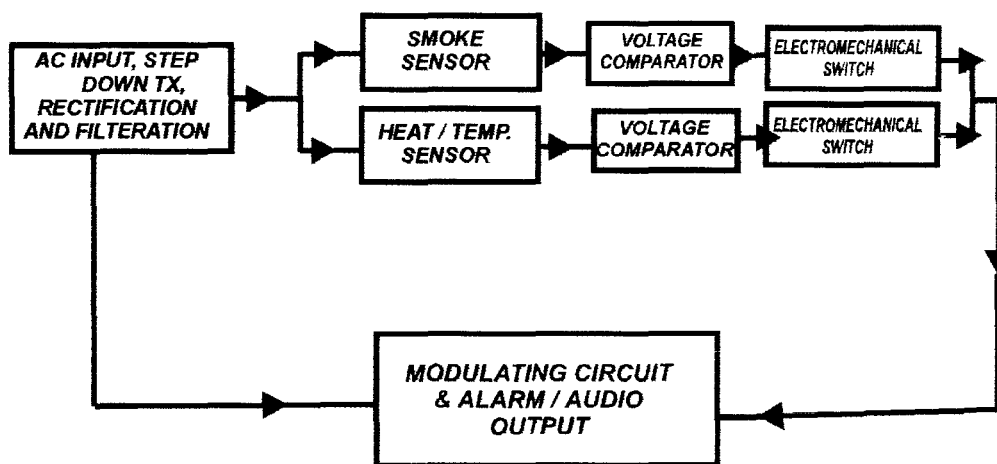 AC INPUT, STEP
DOWN TX,
RECTIFICATION
AND FILTERATION
SMOKE
SENSOR
VOLTAGE
COMPARATOR
ELECTROMECHANICAL
SWITCH
HEAT / TEMP.
SENSOR
VOLTAGE
COMPARATOR
ELECTROMECHANICAL
SWITCH
MODULATING CIRCUIT
& ALARM / AUDIO
OUTPUT